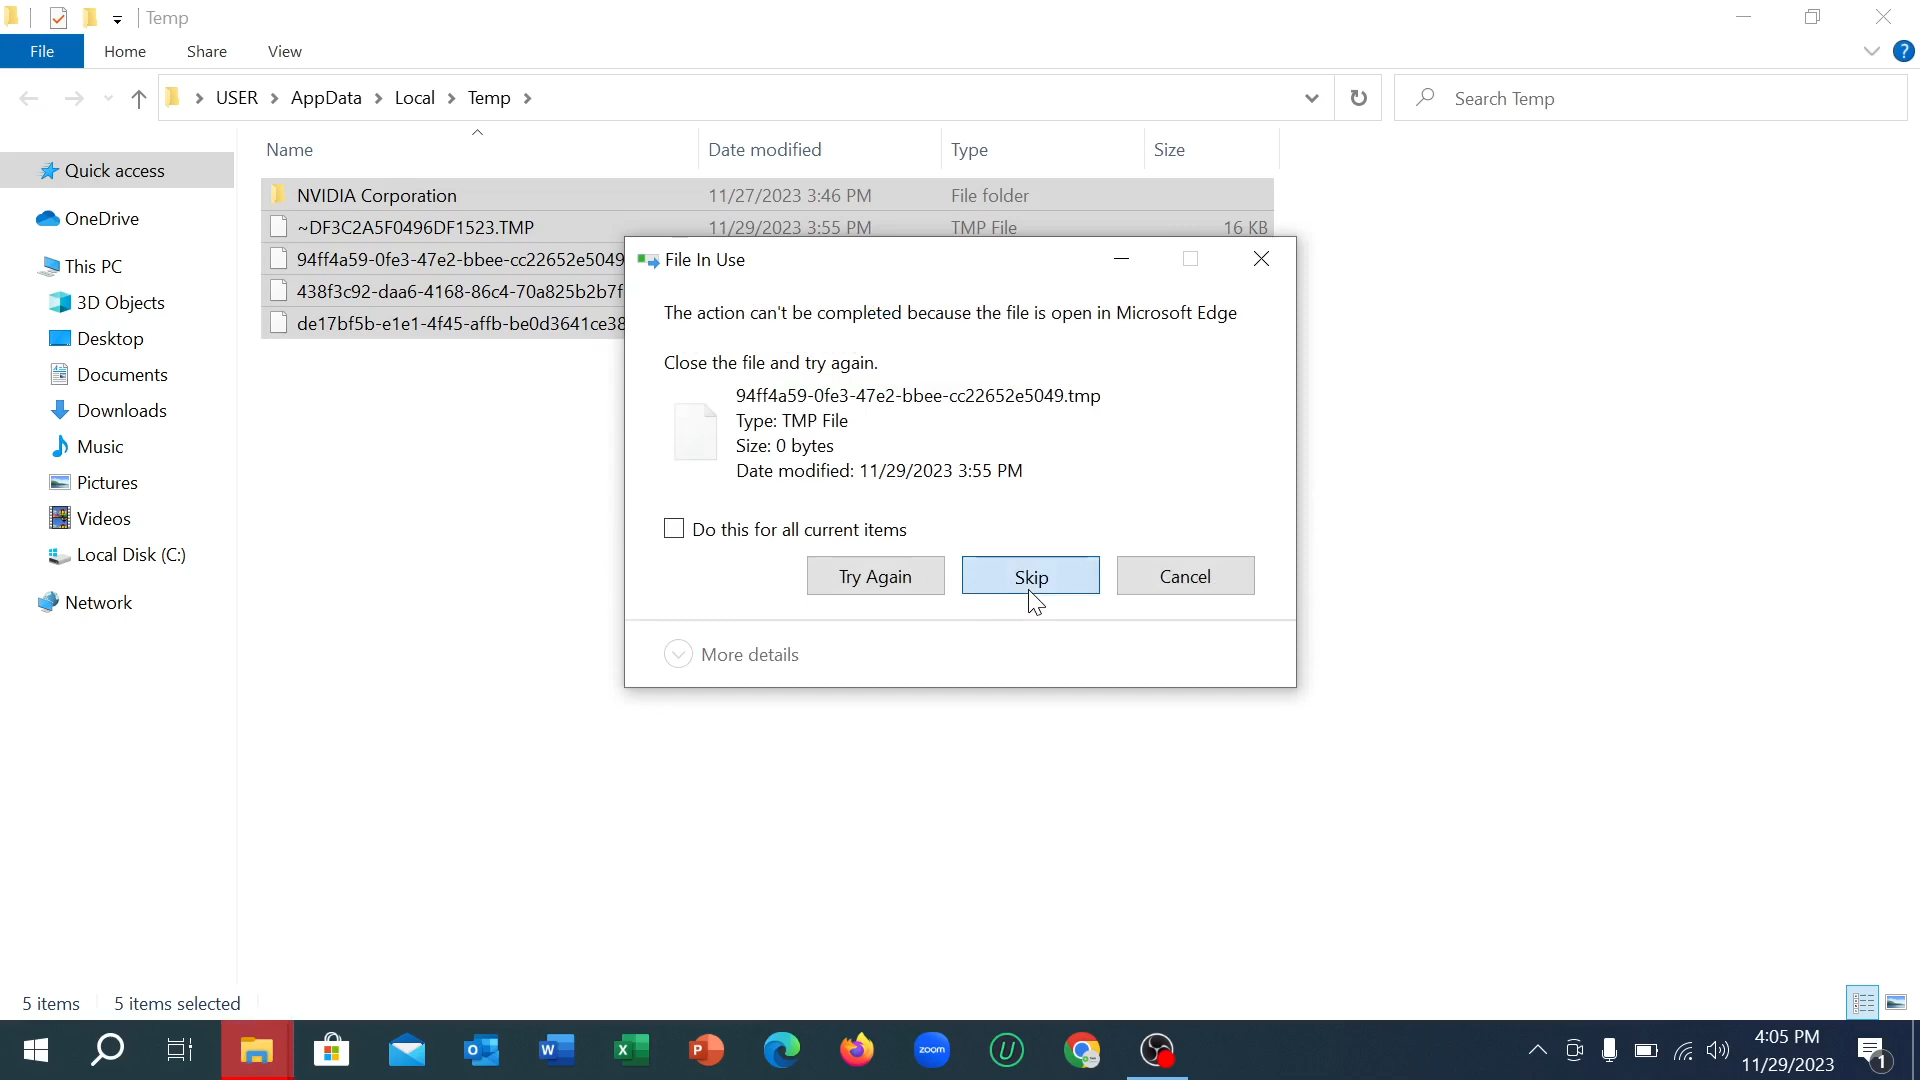 Temp
File
Home
Share
View
?
USER
AppData
Local
Temp
Search Temp
Name
Date modified
Type
Size
Quick access
OneDrive
This PC
3D Objects
Desktop
Documents
Downloads
Music
Pictures
Videos
Local Disk (C:)
Network
NVIDIA Corporation 11/27/2023 3:46 PM File folder
~DF3C2A5F0496DF1523.TMP 11/29/2023 3:55 PM TMP File 16 KB
94ff4a59-0fe3-47e2-bbee-cc22652e5049
438f3c92-daa6-4168-86c4-70a825b2b7f
de17bf5b-e1e1-4f45-affb-be0d3641ce38
File In Use
The action can't be completed because the file is open in Microsoft Edge
Close the file and try again.
94ff4a59-0fe3-47e2-bbee-cc22652e5049.tmp
Type: TMP File
Size: 0 bytes
Date modified: 11/29/2023 3:55 PM
Do this for all current items
Try Again
Skip
Cancel
More details
5 items
5 items selected
zoom
4:05 PM
11/29/2023
1